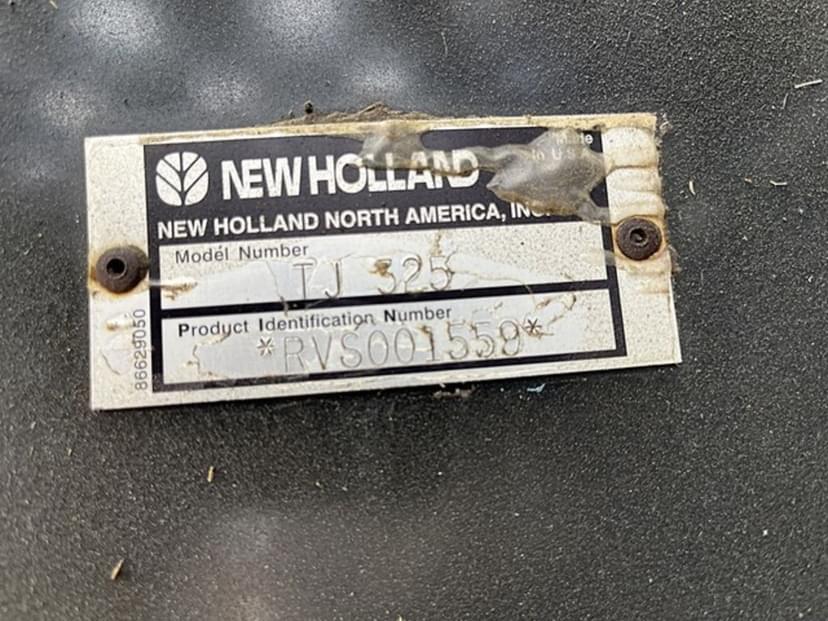 Made
in U.S.A.
NEW HOLLAND
NEW HOLLAND NORTH AMERICA, INC.
Model Number
TJ 325
Product Identification Number
*RVS001559*
86629050